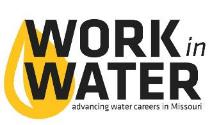 WORK in
WATER
advancing water careers in Missouri